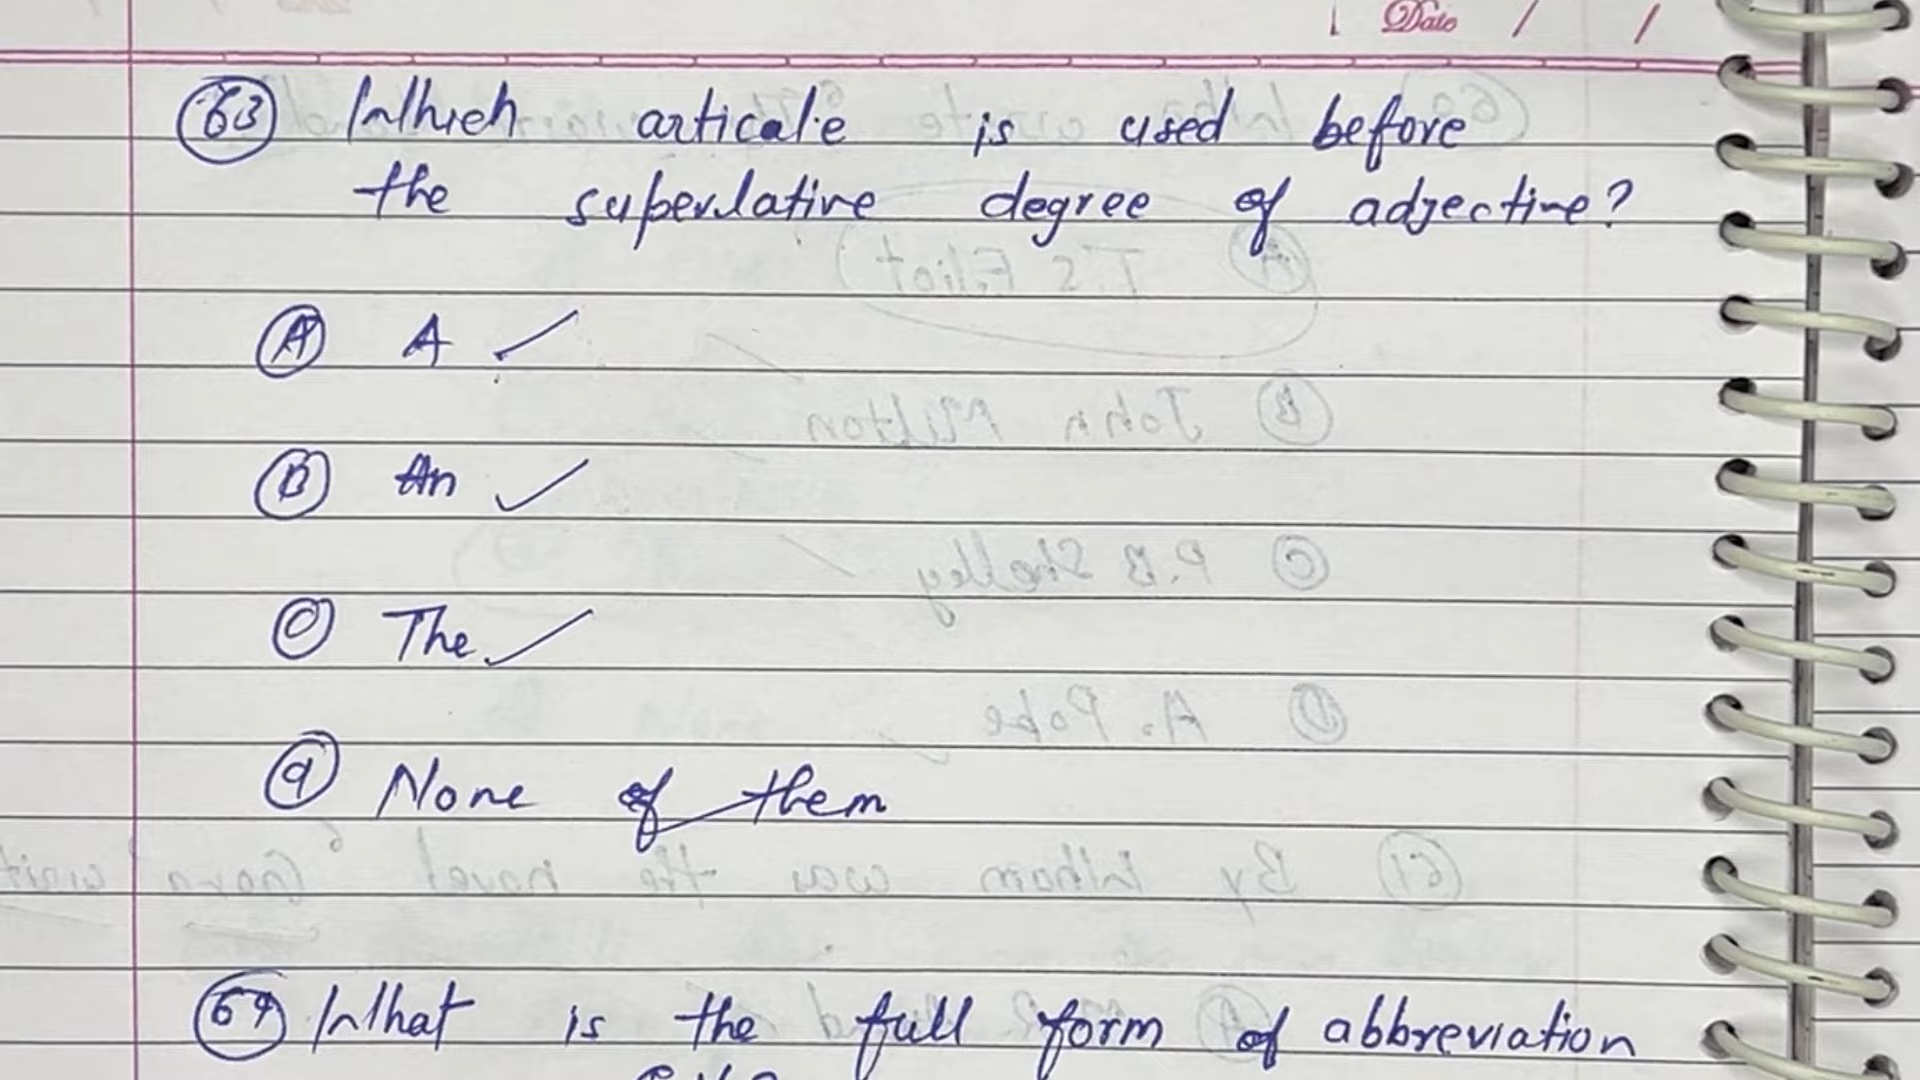 Date / /
63 Which articale is used before
the superlative degree of adjective?
A A
B An
C The
d None of them
64 What is the full form of abbreviation